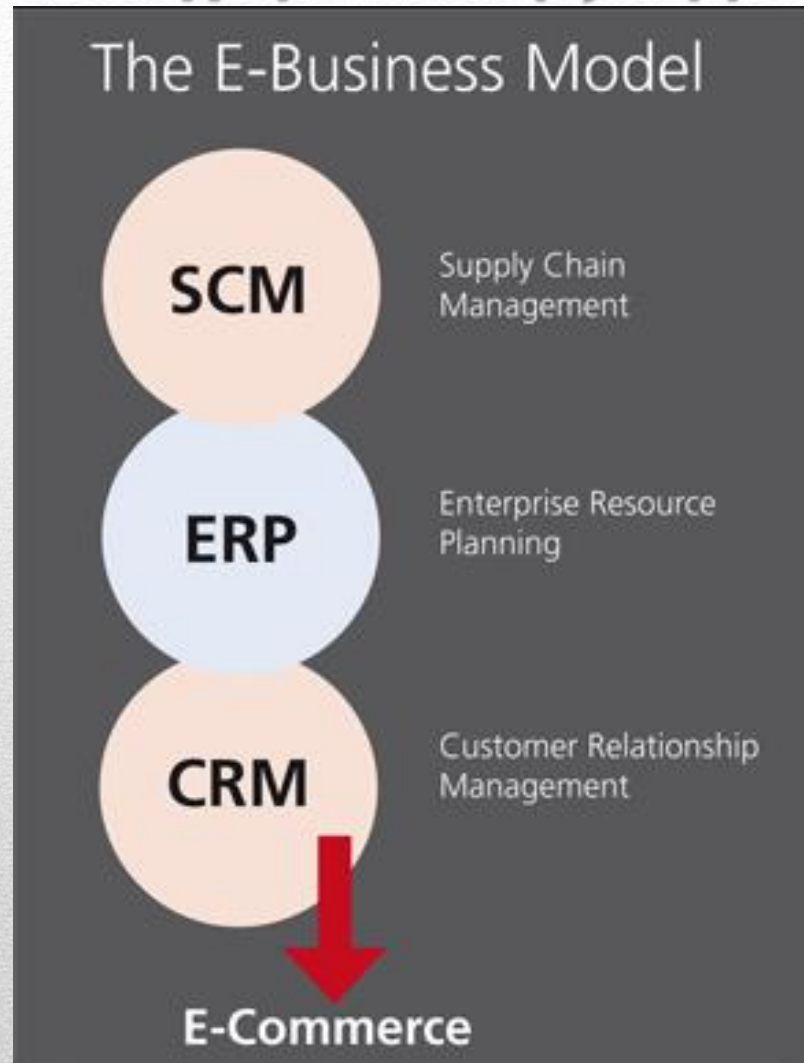 The E-Business Model
SCM
Supply Chain
Management
ERP
Enterprise Resource
Planning
CRM
Customer Relationship
Management
E-Commerce